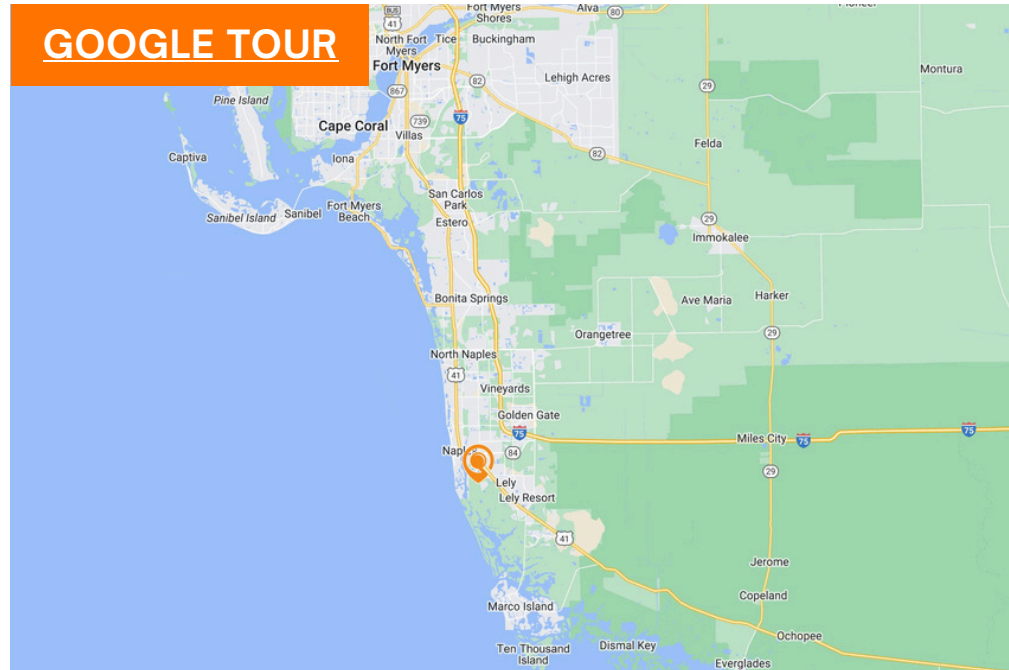 GOOGLE TOUR
Fort Myers
Shores
Alva
80
BUS
41
North Fort
Myers
Tice
Buckingham
Fort Myers
82
Lehigh Acres
29
Montura
867
Pine Island
75
Cape Coral
739
Villas
Felda
82
Captiva
Iona
San Carlos
Park
Fort Myers
Beach
Sanibel Island
Sanibel
Estero
29
Immokalee
Bonita Springs
Ave Maria
Harker
Orangetree
29
North Naples
41
Vineyards
Golden Gate
75
Miles City
75
75
84
29
Lely
Lely Resort
41
Jerome
Copeland
Marco Island
Ochopee
Ten Thousand
Island
Dismal Key
Everglades